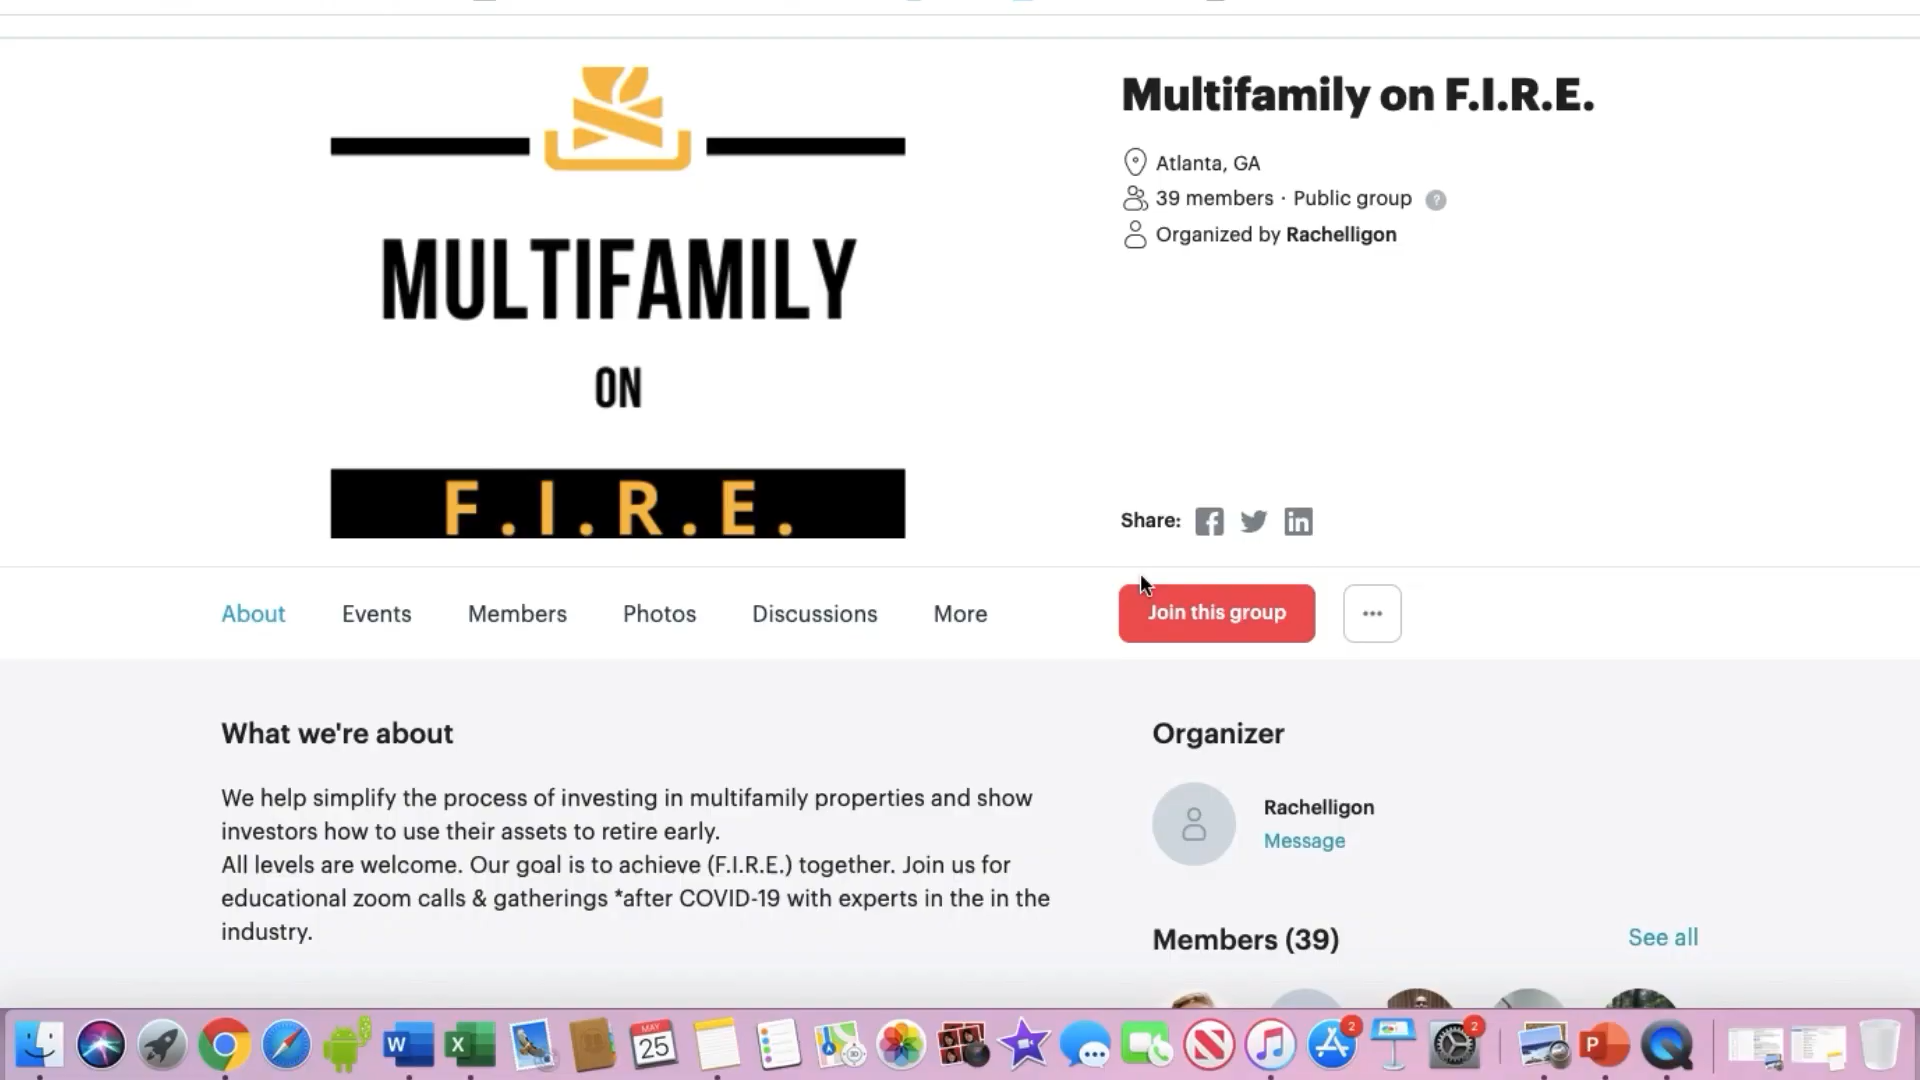 MULTIFAMILY
ON
F.I.R.E.
Multifamily on F.I.R.E.
Atlanta, GA
39 members · Public group ?
Organized by Rachelligon
Share:
About Events Members Photos Discussions More
Join this group
What we're about
We help simplify the process of investing in multifamily properties and show
investors how to use their assets to retire early.
All levels are welcome. Our goal is to achieve (F.I.R.E.) together. Join us for
educational zoom calls & gatherings *after COVID-19 with experts in the in the
industry.
Organizer
Rachelligon
Message
Members (39) See all
W
X
MAY
25
2
2
P